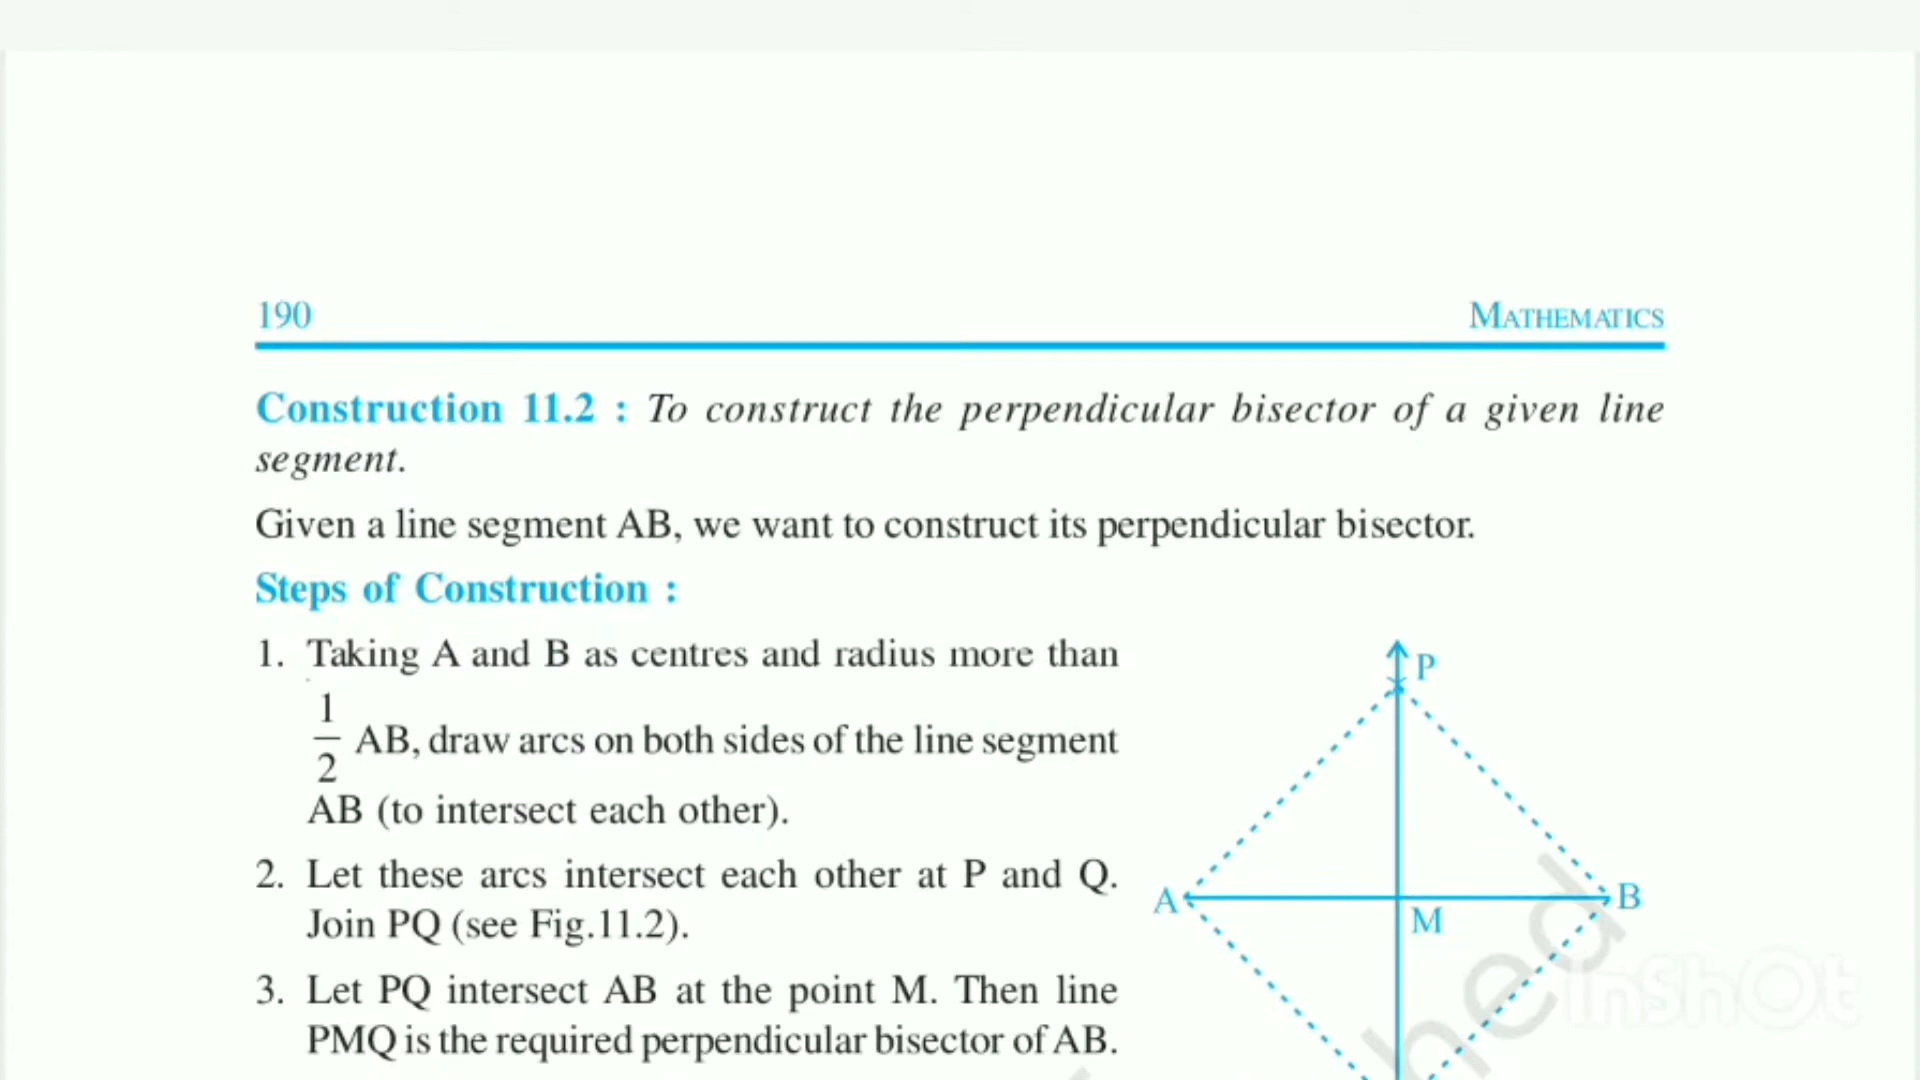 190 MATHEMATICS
Construction 11.2 : To construct the perpendicular bisector of a given line
segment.
Given a line segment AB, we want to construct its perpendicular bisector.
Steps of Construction :
1. Taking A and B as centres and radius more than
1/2 AB, draw arcs on both sides of the line segment
AB (to intersect each other).
2. Let these arcs intersect each other at P and Q.
Join PQ (see Fig.11.2).
3. Let PQ intersect AB at the point M. Then line
PMQ is the required perpendicular bisector of AB.
P
A
B
M
hed
InShOt